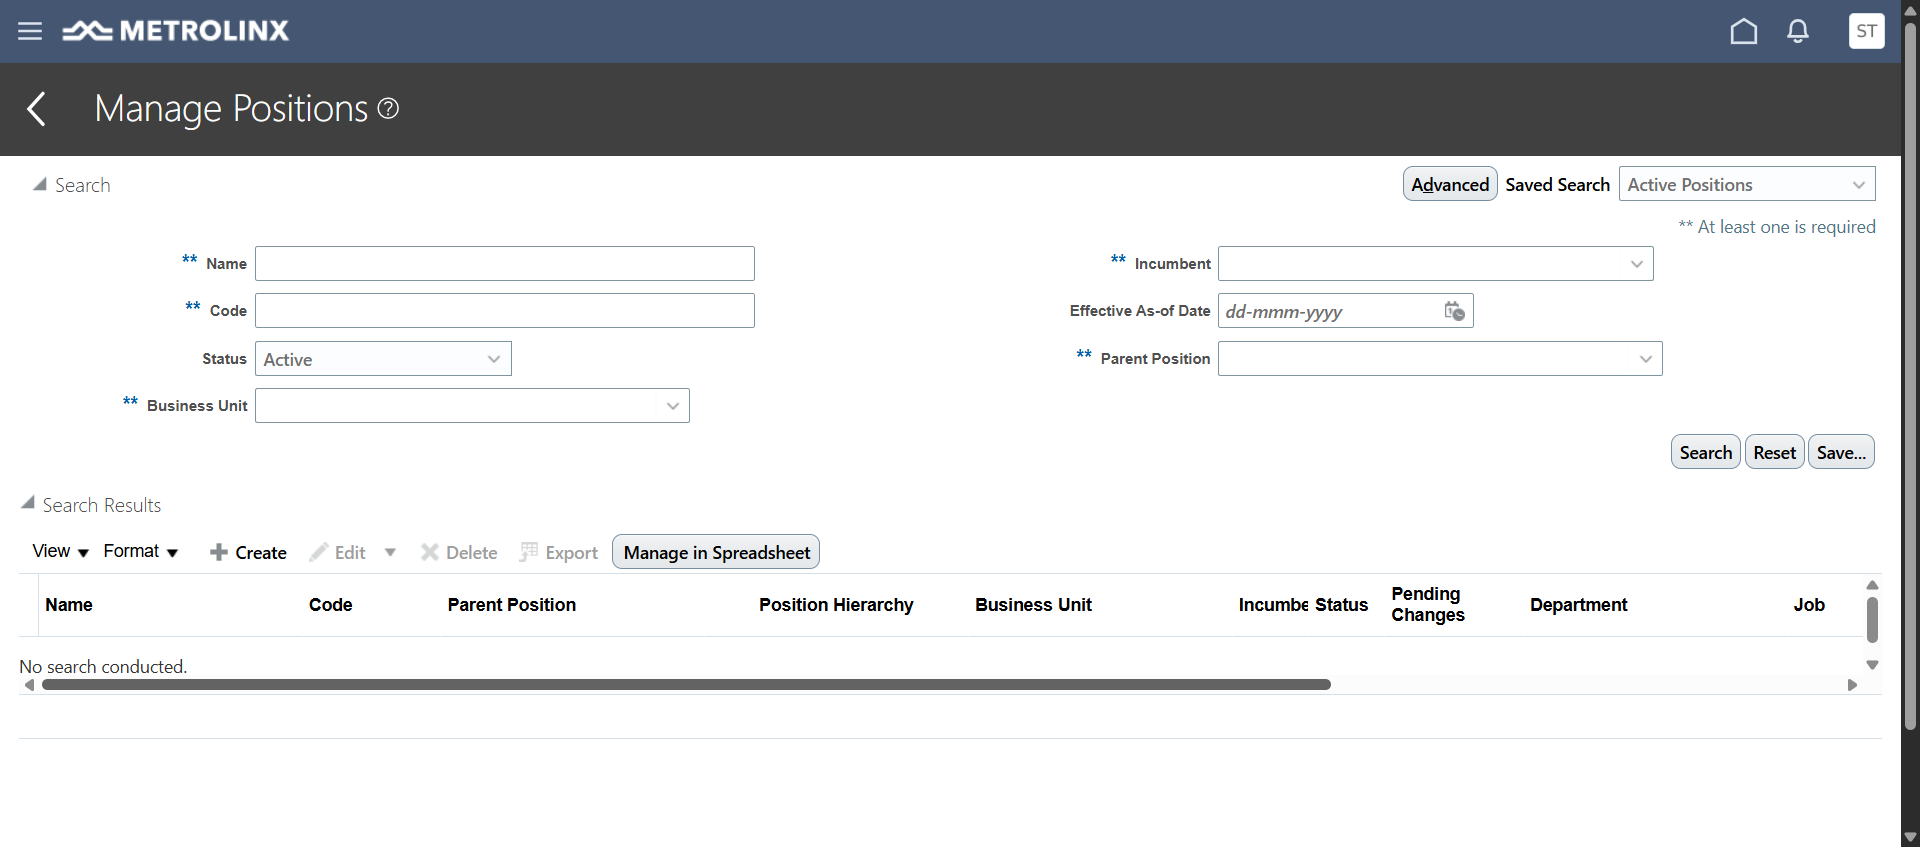 METROLINX
ST
Manage Positions ?
Search
Advanced Saved Search Active Positions
** At least one is required
** Name
** Incumbent
** Code
Effective As-of Date dd-mmm-yyyy
Status Active
** Parent Position
** Business Unit
Search Reset Save...
Search Results
View Format Create Edit Delete Export Manage in Spreadsheet
Name Code Parent Position Position Hierarchy Business Unit Incumbe Status Pending Changes Department Job
No search conducted.